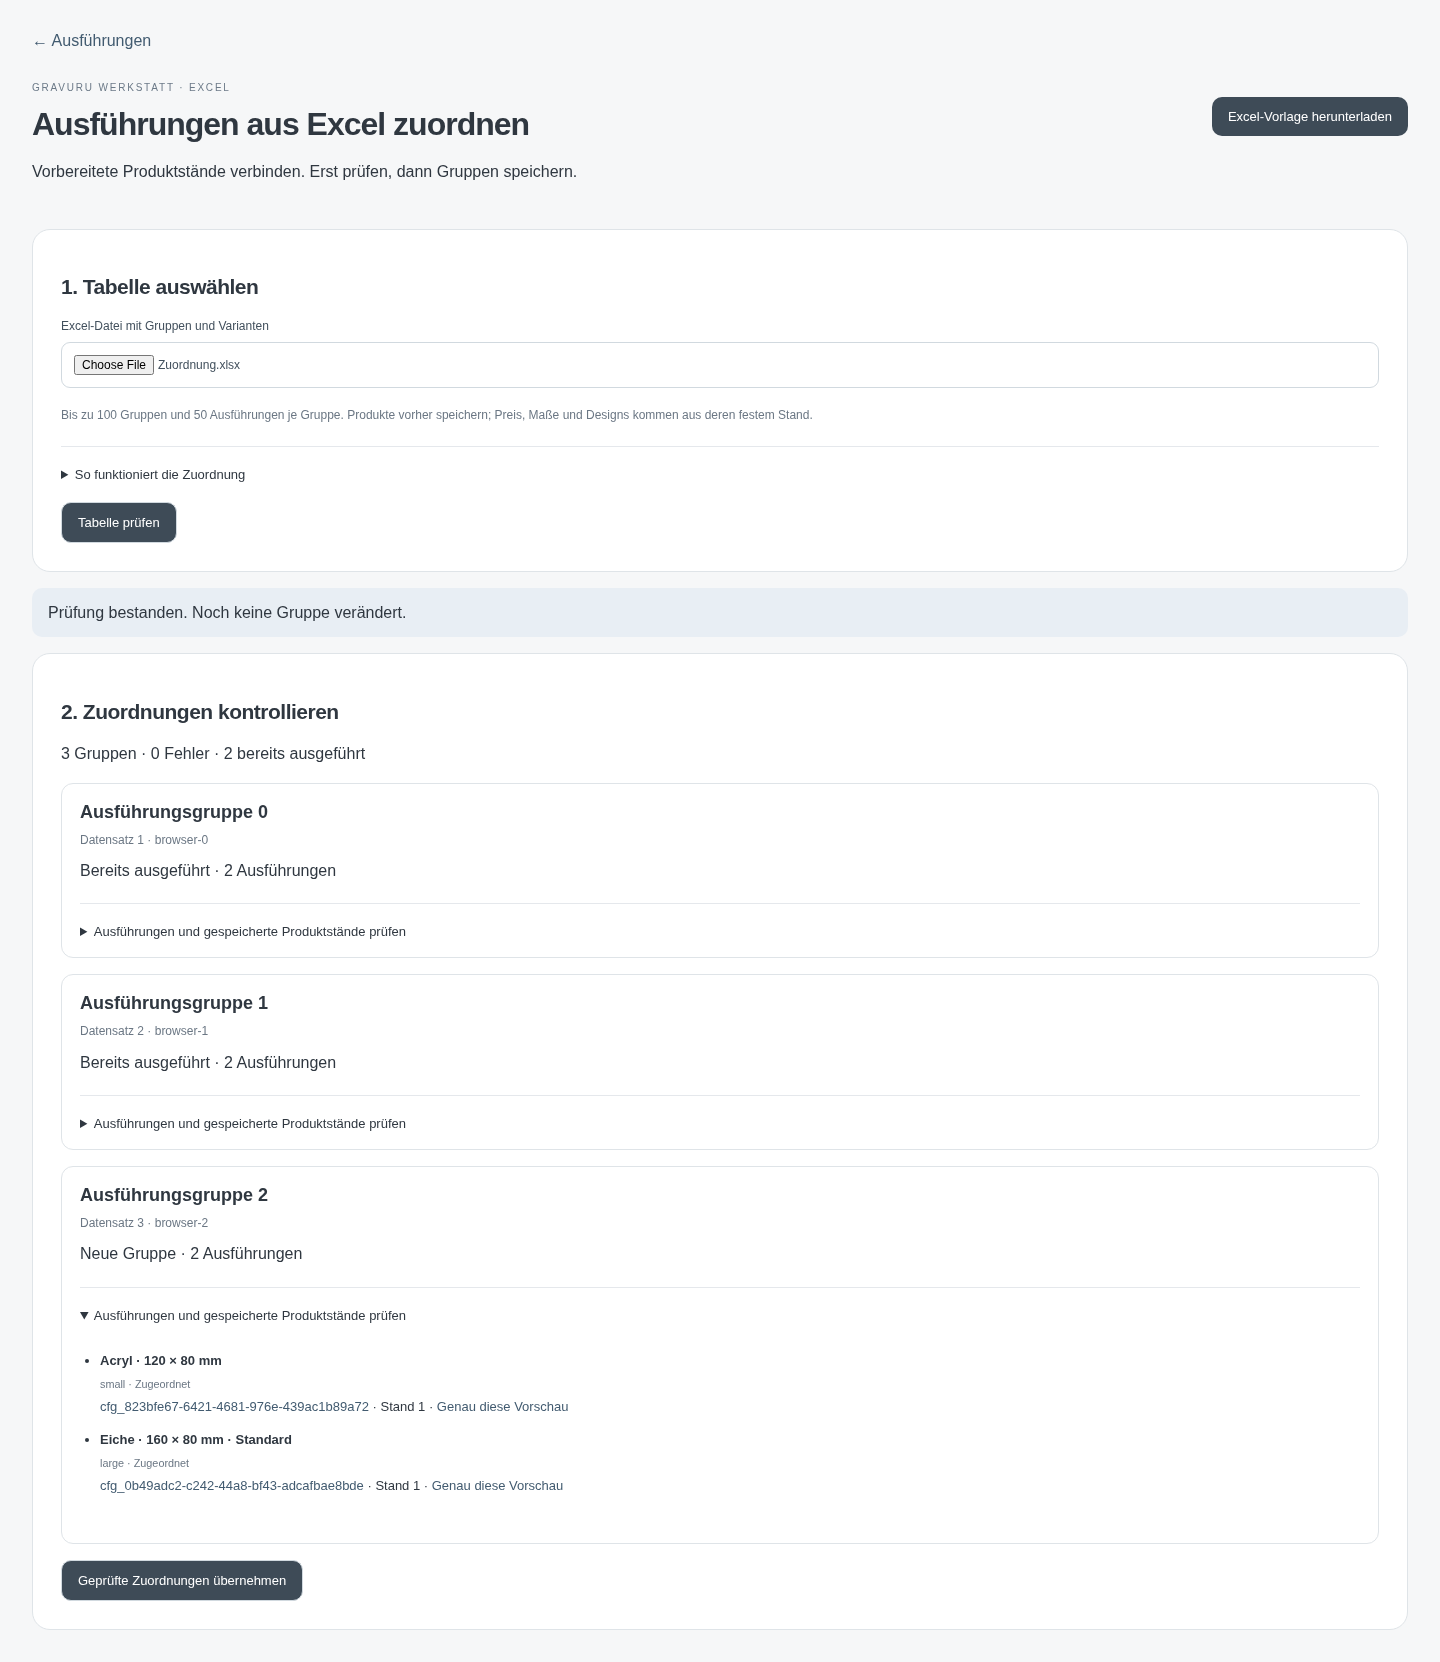 ← Ausführungen
GRAVURU WERKSTATT · EXCEL
Ausführungen aus Excel zuordnen
Excel-Vorlage herunterladen
Vorbereitete Produktstände verbinden. Erst prüfen, dann Gruppen speichern.
1. Tabelle auswählen
Excel-Datei mit Gruppen und Varianten
Choose File Zuordnung.xlsx
Bis zu 100 Gruppen und 50 Ausführungen je Gruppe. Produkte vorher speichern; Preis, Maße und Designs kommen aus deren festem Stand.
So funktioniert die Zuordnung
Tabelle prüfen
Prüfung bestanden. Noch keine Gruppe verändert.
2. Zuordnungen kontrollieren
3 Gruppen · 0 Fehler · 2 bereits ausgeführt
Ausführungsgruppe 0
Datensatz 1 · browser-0
Bereits ausgeführt · 2 Ausführungen
Ausführungen und gespeicherte Produktstände prüfen
Ausführungsgruppe 1
Datensatz 2 · browser-1
Bereits ausgeführt · 2 Ausführungen
Ausführungen und gespeicherte Produktstände prüfen
Ausführungsgruppe 2
Datensatz 3 · browser-2
Neue Gruppe · 2 Ausführungen
Ausführungen und gespeicherte Produktstände prüfen
• Acryl · 120 × 80 mm
small · Zugeordnet
cfg_823bfe67-6421-4681-976e-439ac1b89a72 · Stand 1 · Genau diese Vorschau
• Eiche · 160 × 80 mm · Standard
large · Zugeordnet
cfg_0b49adc2-c242-44a8-bf43-adcafbae8bde · Stand 1 · Genau diese Vorschau
Geprüfte Zuordnungen übernehmen